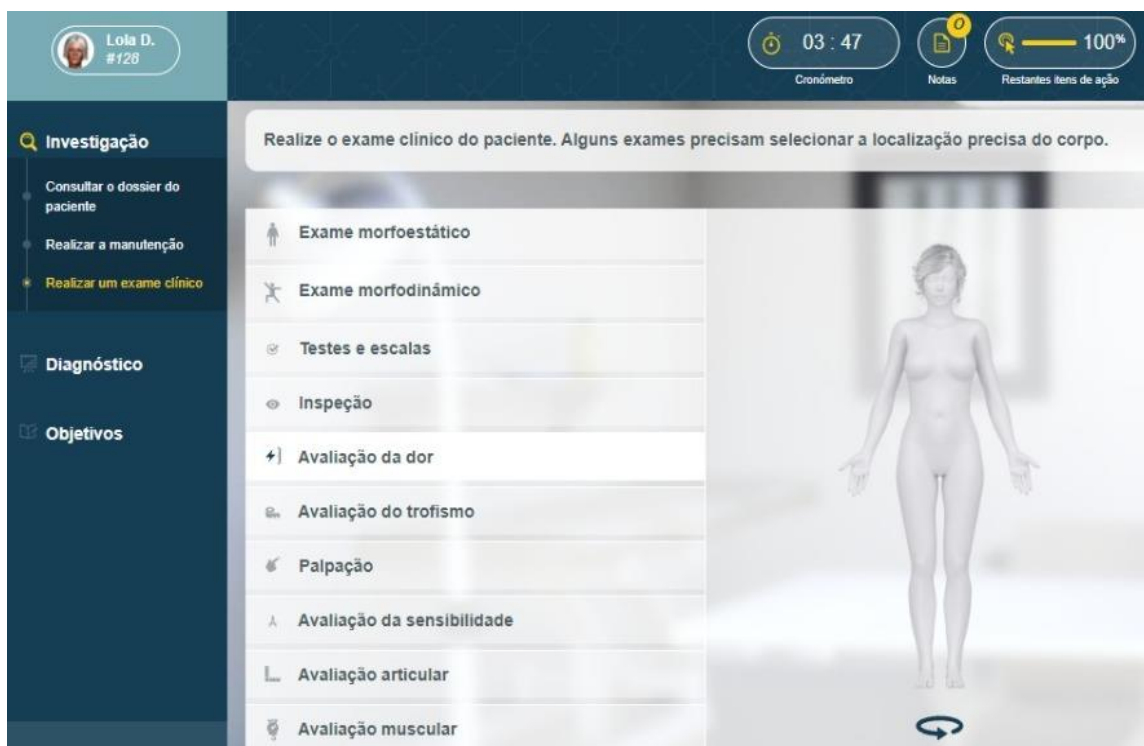 Lola D.
#128
03 : 47
Cronómetro
0
Notas
100%
Restantes itens de ação
Investigação
Consultar o dossier do
paciente
Realizar a manutenção
Realizar um exame clínico
Diagnóstico
Objetivos
Realize o exame clínico do paciente. Alguns exames precisam selecionar a localização precisa do corpo.
Exame morfoestático
Exame morfodinâmico
Testes e escalas
Inspeção
Avaliação da dor
Avaliação do trofismo
Palpação
Avaliação da sensibilidade
Avaliação articular
Avaliação muscular